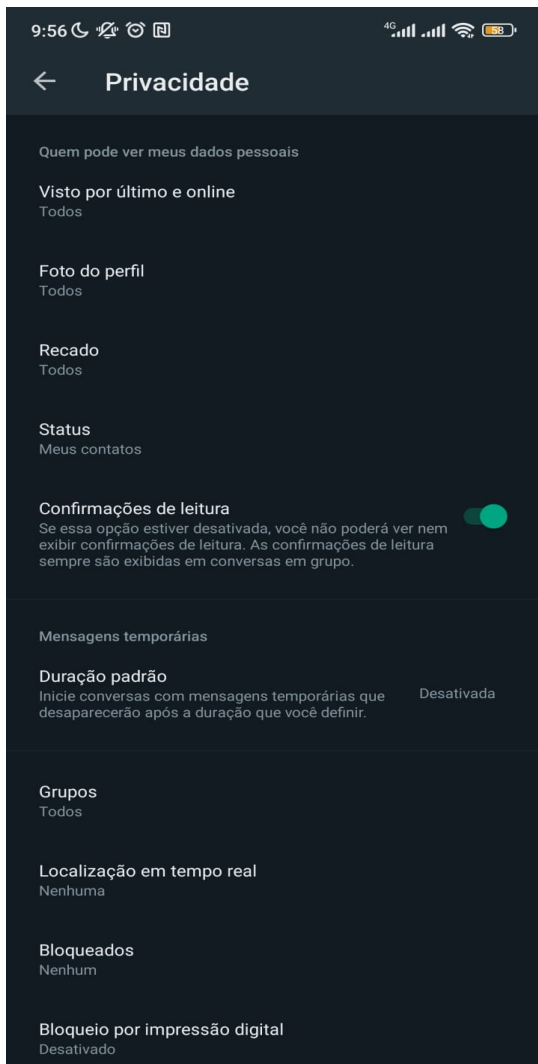 9:56
4G
58
Privacidade
Quem pode ver meus dados pessoais
Visto por último e online
Todos
Foto do perfil
Todos
Recado
Todos
Status
Meus contatos
Confirmações de leitura
Se essa opção estiver desativada, você não poderá ver nem
exibir confirmações de leitura. As confirmações de leitura
sempre são exibidas em conversas em grupo.
Mensagens temporárias
Duração padrão
Inicie conversas com mensagens temporárias que
desaparecerão após a duração que você definir.
Desativada
Grupos
Todos
Localização em tempo real
Nenhuma
Bloqueados
Nenhum
Bloqueio por impressão digital
Desativado